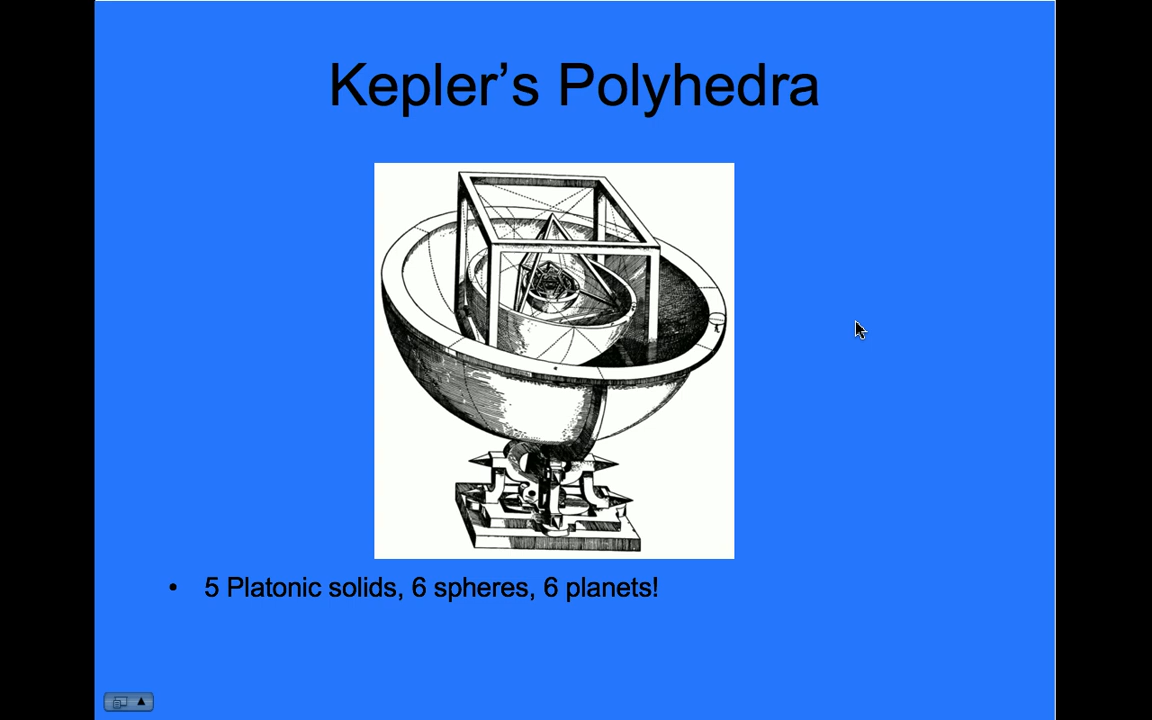 Kepler’s Polyhedra
• 5 Platonic solids, 6 spheres, 6 planets!